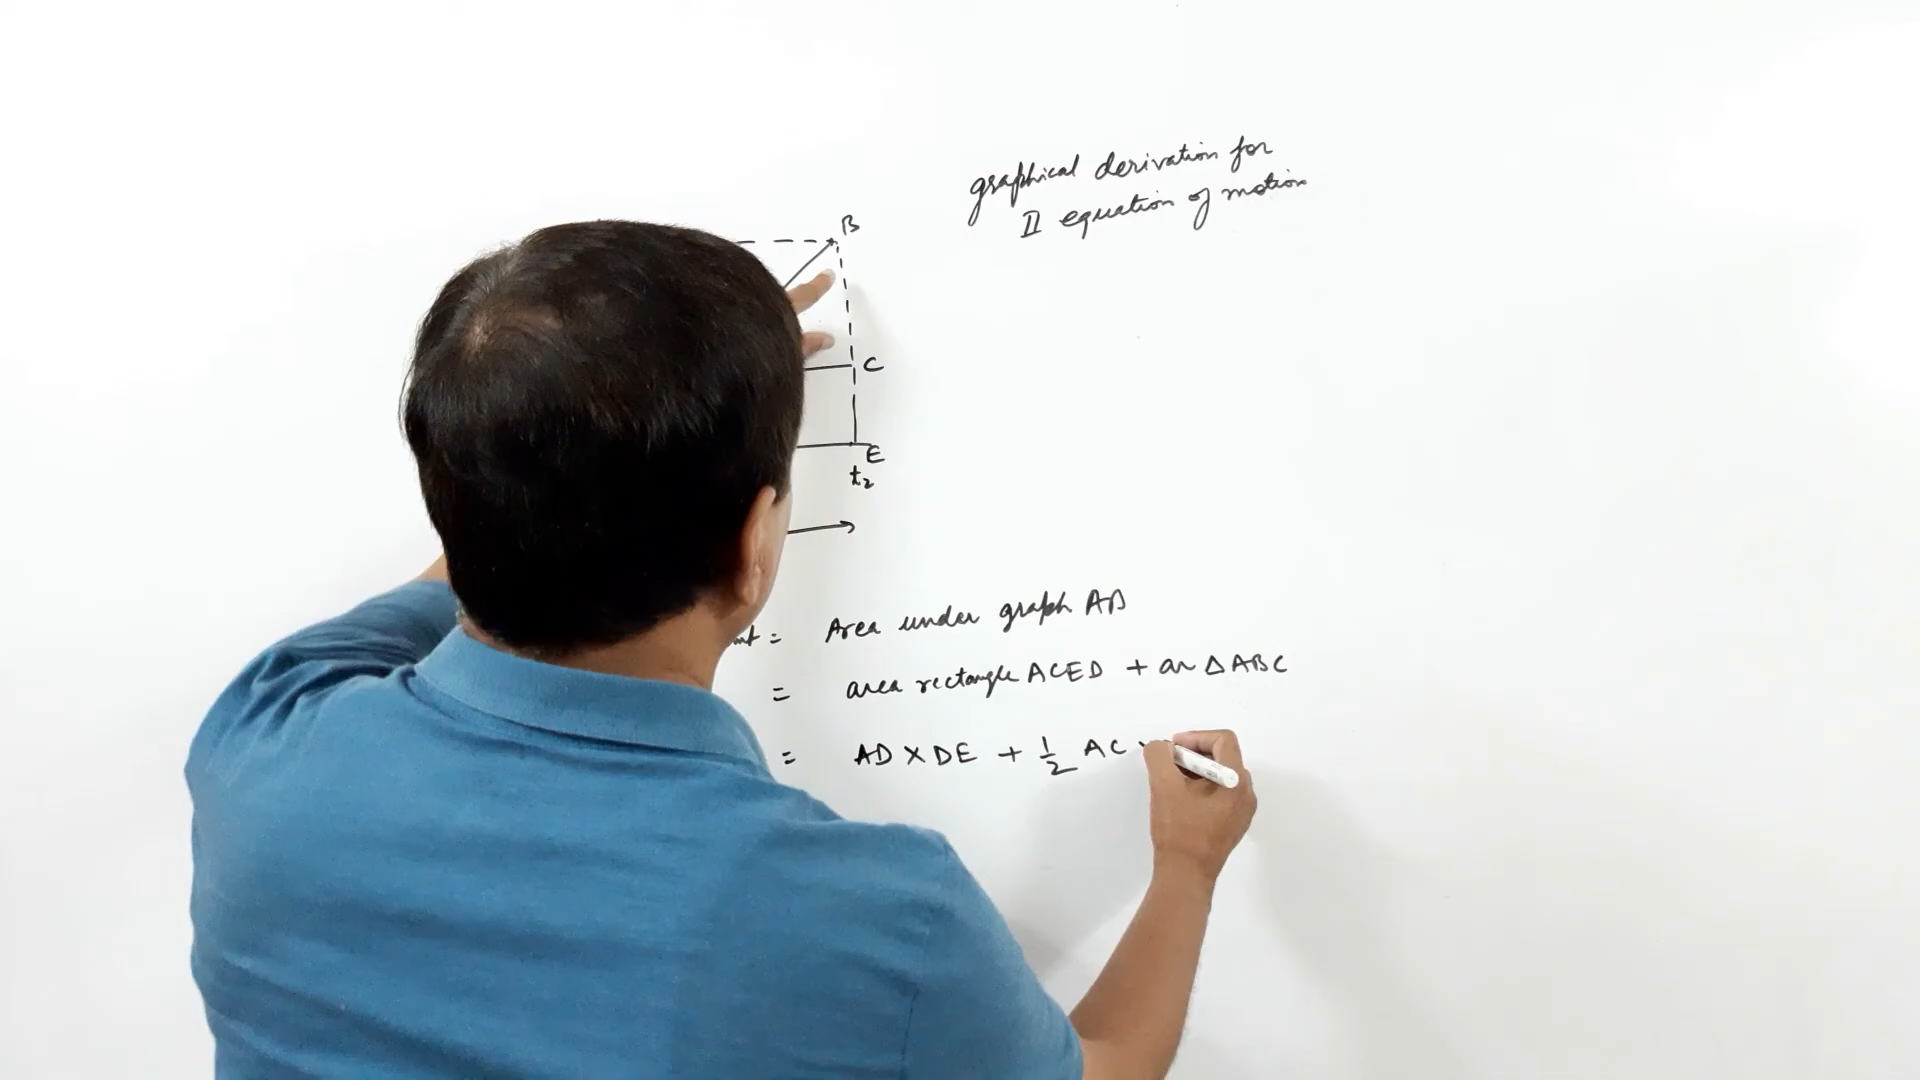 graphical derivation for
II equation of motion
B
C
E
t₂
= Area under graph AB
= area rectangle ACED + ar △ ABC
= AD × DE + 1/2 AC